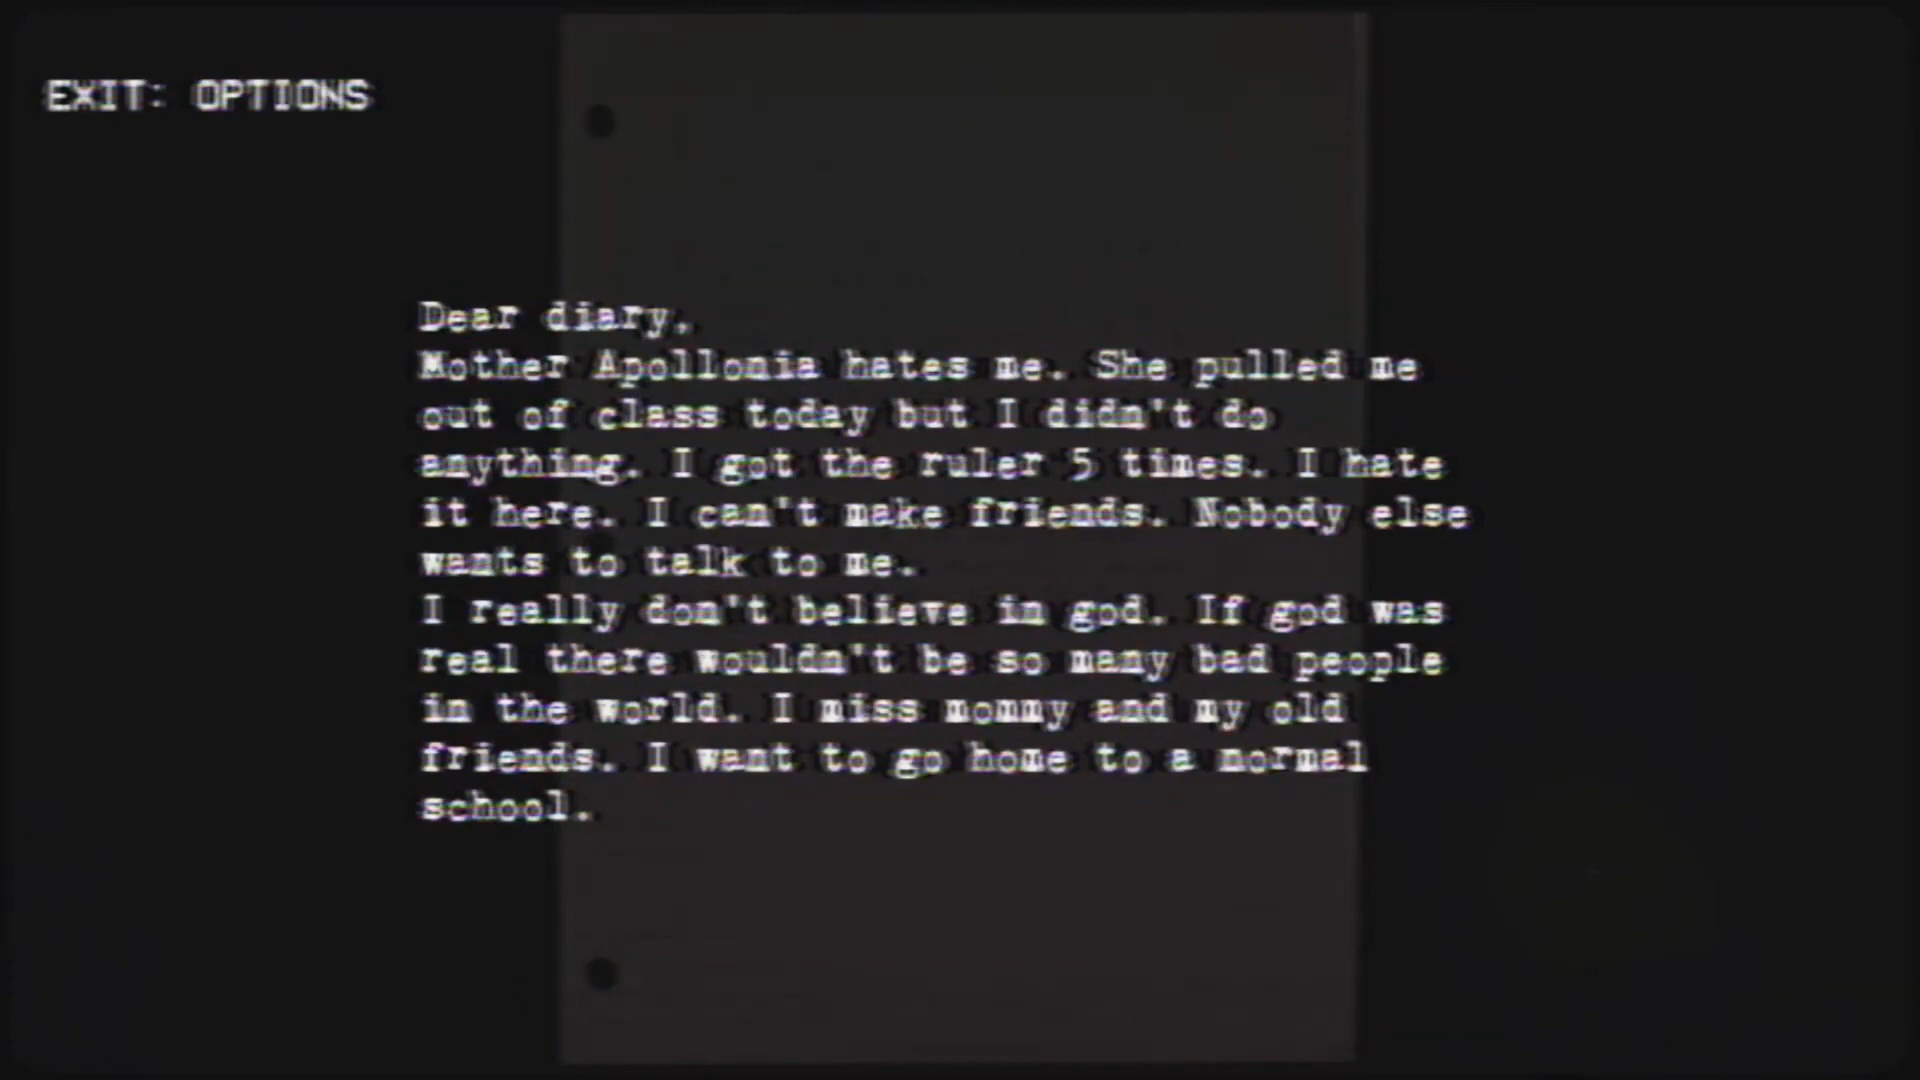 EXIT: OPTIONS
Dear diary,
Mother Apollonia hates me. She pulled me
out of class today but I didn't do
anything. I got the ruler 5 times. I hate
it here. I can't make friends. Nobody else
wants to talk to me.
I really don't believe in god. If god was
real there wouldn't be so many bad people
in the world. I miss mommy and my old
friends. I want to go home to a normal
school.